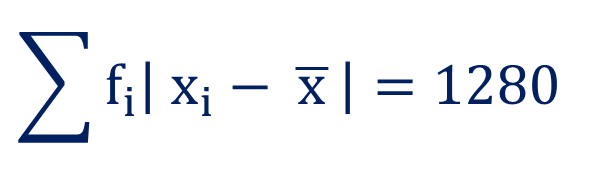 ∑ fᵢ| xᵢ − x̄ | = 1280